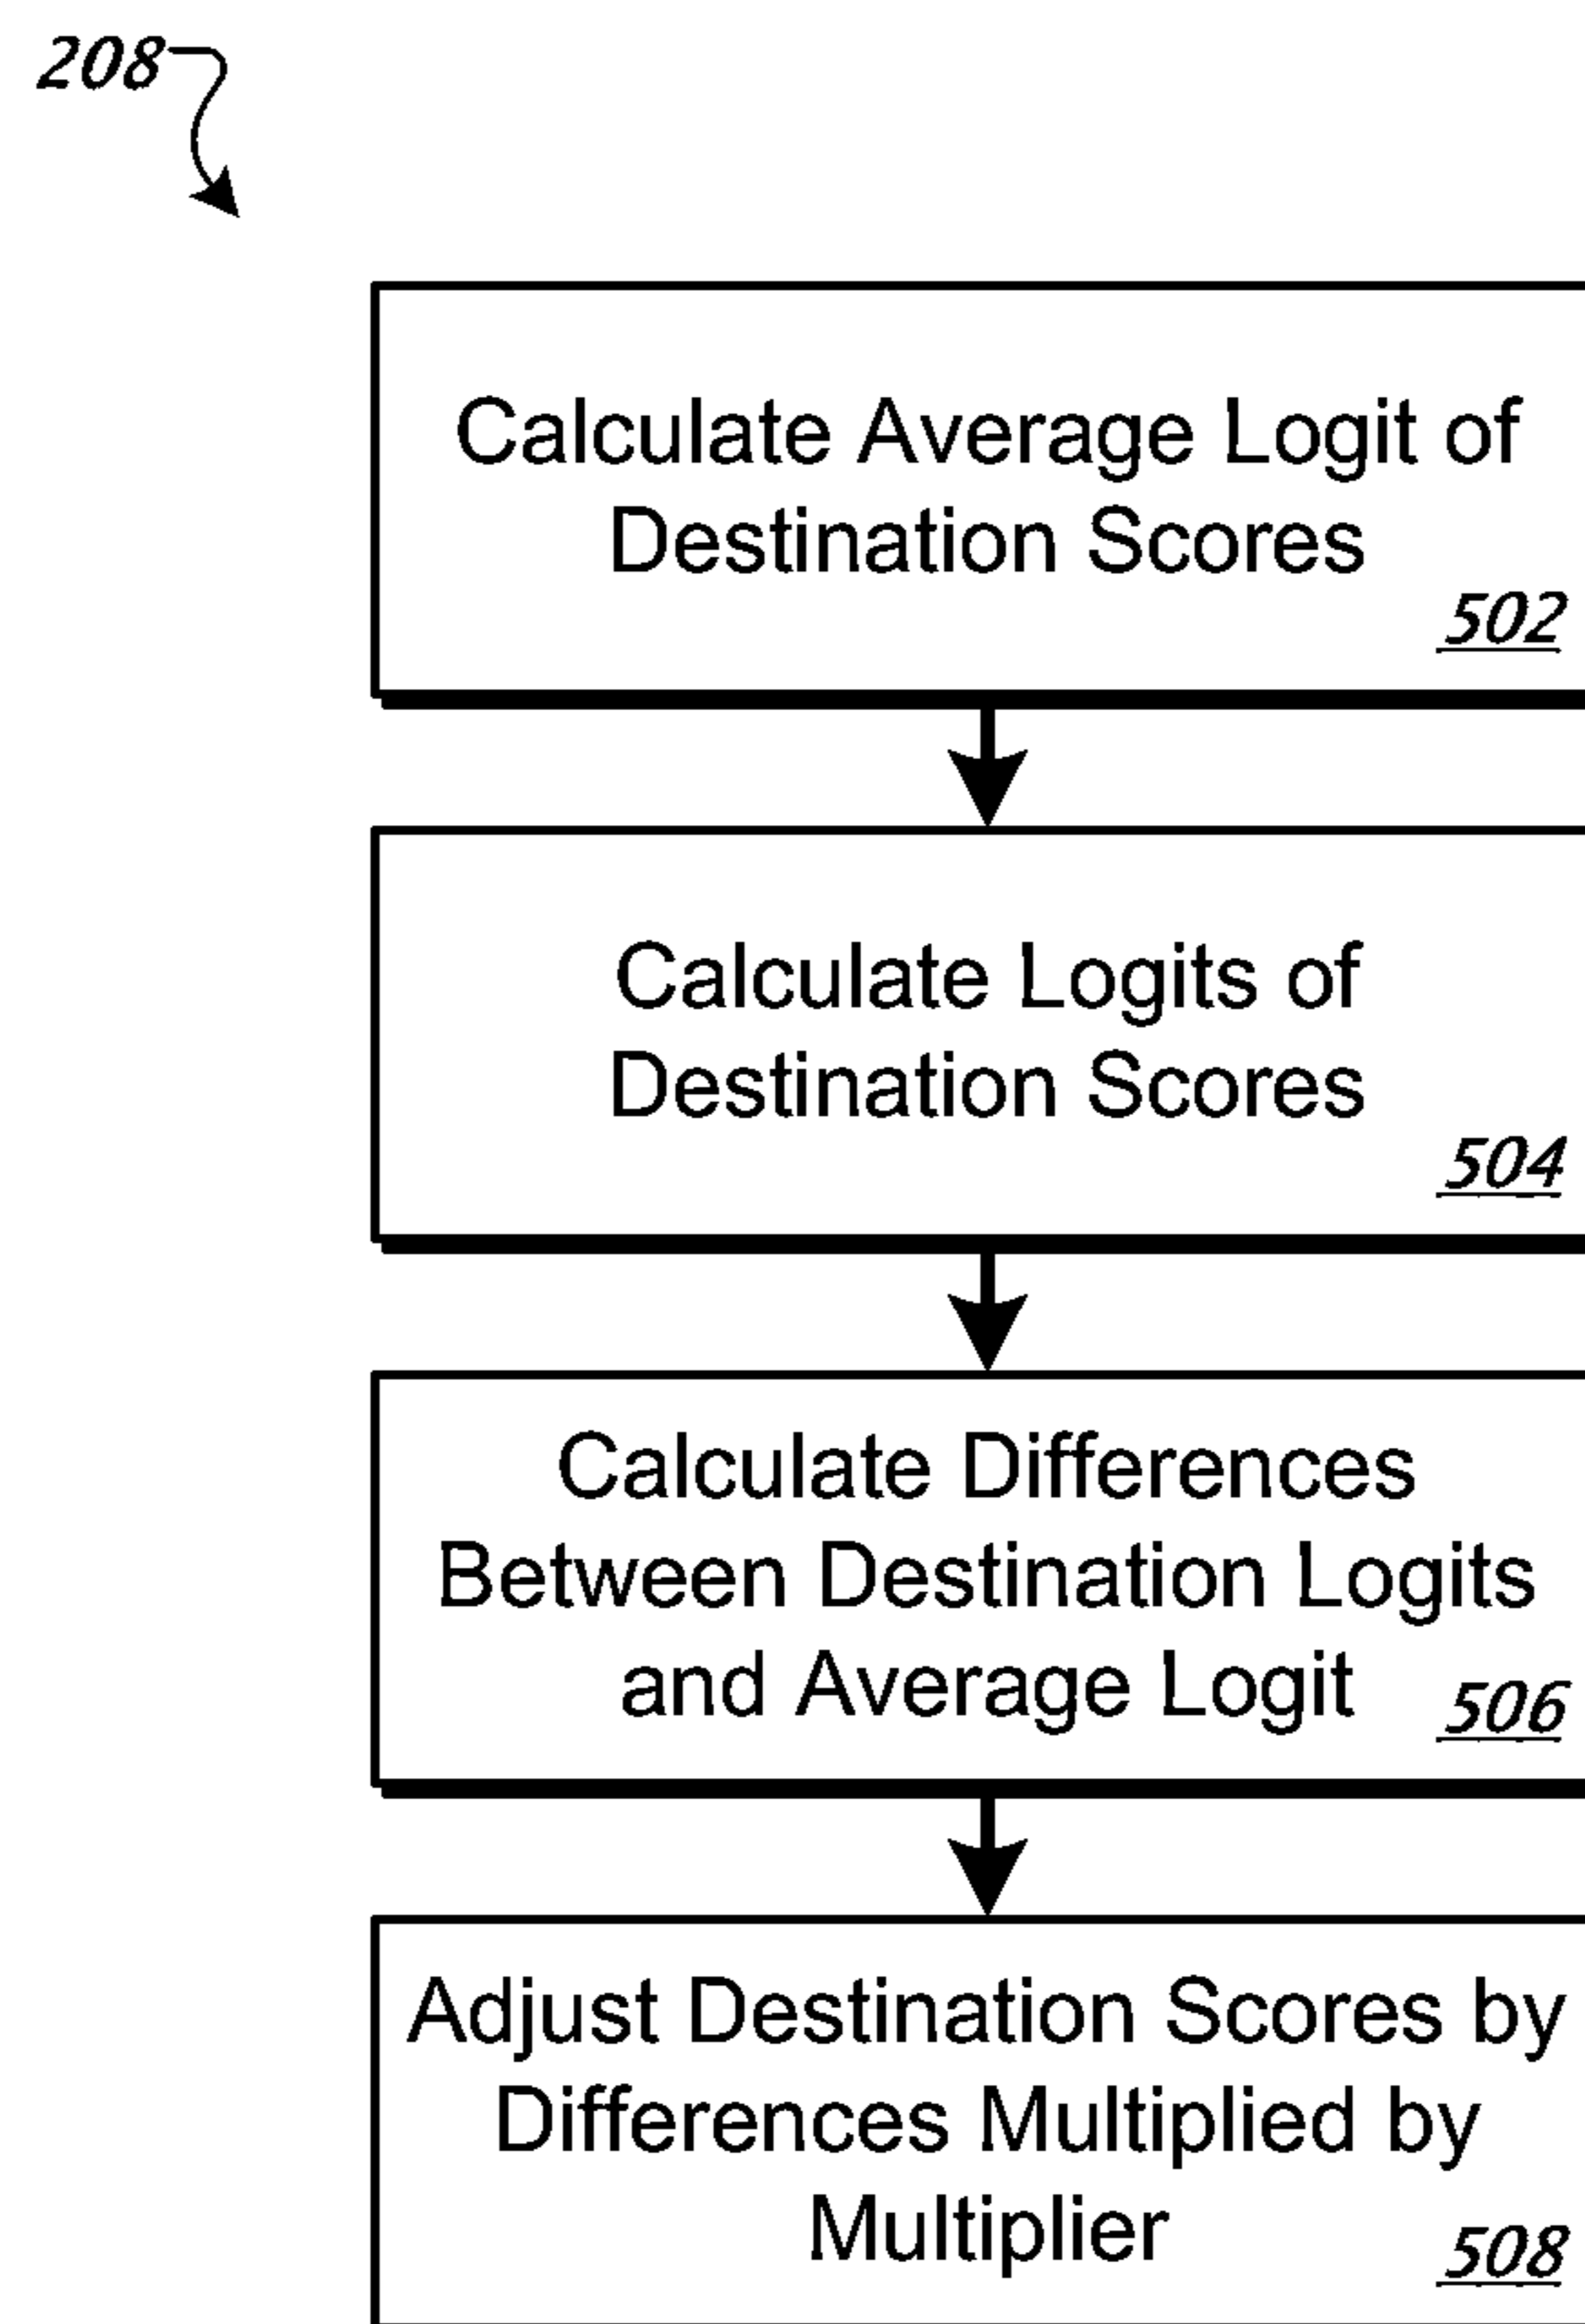 208
Calculate Average Logit of
Destination Scores
502
Calculate Logits of
Destination Scores
504
Calculate Differences
Between Destination Logits
and Average Logit
506
Adjust Destination Scores by
Differences Multiplied by
Multiplier
508